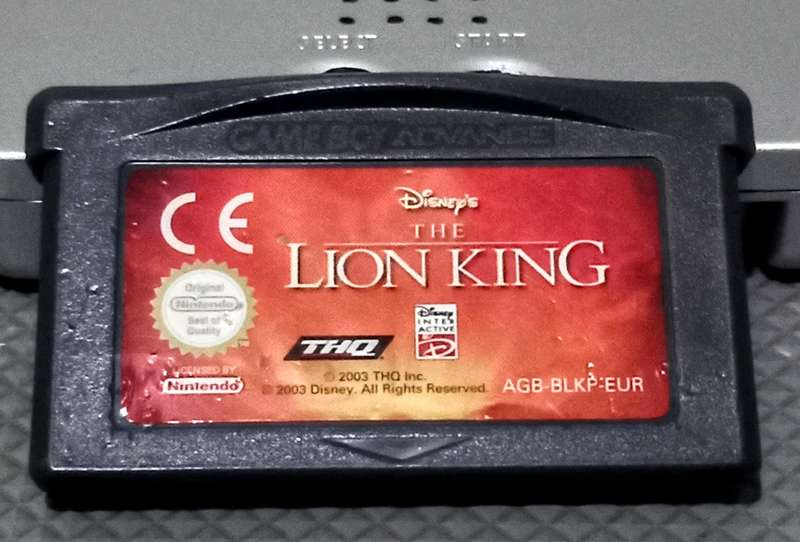 SELECT START
GAME BOY ADVANCE
CE
Disney's
THE
LION KING
Original
Nintendo
Seal of
Quality
THQ
Disney
INTER
ACTIVE
LICENSED BY
Nintendo
© 2003 THQ Inc.
© 2003 Disney. All Rights Reserved.
AGB-BLKP-EUR